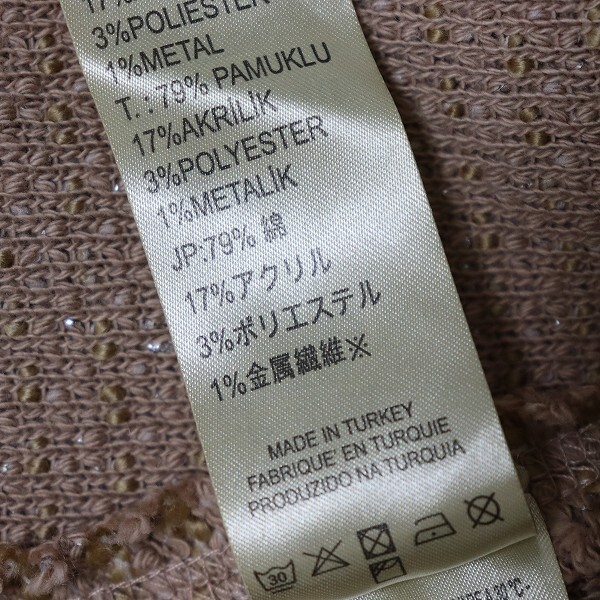 3%POLIESTER
1%METAL
T.: 79% PAMUKLU
17%AKRİLİK
3%POLYESTER
1%METALİK
JP:79% 綿
17%アクリル
3%ポリエステル
1%金属繊維※
MADE IN TURKEY
FABRIQUE' EN TURQUIE
PRODUZIDO NA TURQUIA
30